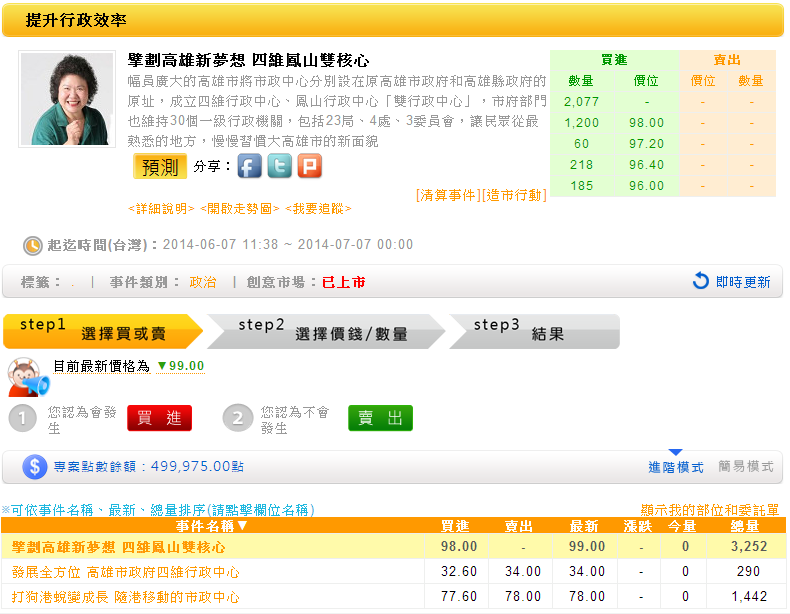 提升行政效率
擘劃高雄新夢想 四維鳳山雙核心
幅員廣大的高雄市將市政中心分別設在原高雄市政府和高雄縣政府的
原址，成立四維行政中心、鳳山行政中心「雙行政中心」，市府部門
也維持30個一級行政機關，包括23局、4處、3委員會，讓民眾從最
熟悉的地方，慢慢習慣大高雄市的新面貌
預測 分享：
[清算事件][造市行動]
<詳細說明> <開啟走勢圖> <我要追蹤>
買進 賣出
數量 價位 價位 數量
2,077 - - -
1,200 98.00 - -
60 97.20 - -
218 96.40 - -
185 96.00 - -
起迄時間(台灣)：2014-06-07 11:38 ~ 2014-07-07 00:00
標籤： . | 事件類別： 政治 | 創意市場：已上市 即時更新
step1 選擇買或賣 step2 選擇價錢/數量 step3 結果
目前最新價格為 ▼99.00
1 您認為會發生 買 進 2 您認為不會發生 賣 出
$ 專案點數餘額：499,975.00點 進階模式 簡易模式
※可依事件名稱、最新、總量排序(請點擊欄位名稱) 顯示我的部位和委託單
事件名稱▼ 買進 賣出 最新 漲跌 今量 總量
擘劃高雄新夢想 四維鳳山雙核心 98.00 - 99.00 - 0 3,252
發展全方位 高雄市政府四維行政中心 32.60 34.00 34.00 - 0 290
打狗港蛻變成長 隨港移動的市政中心 77.60 78.00 78.00 - 0 1,442